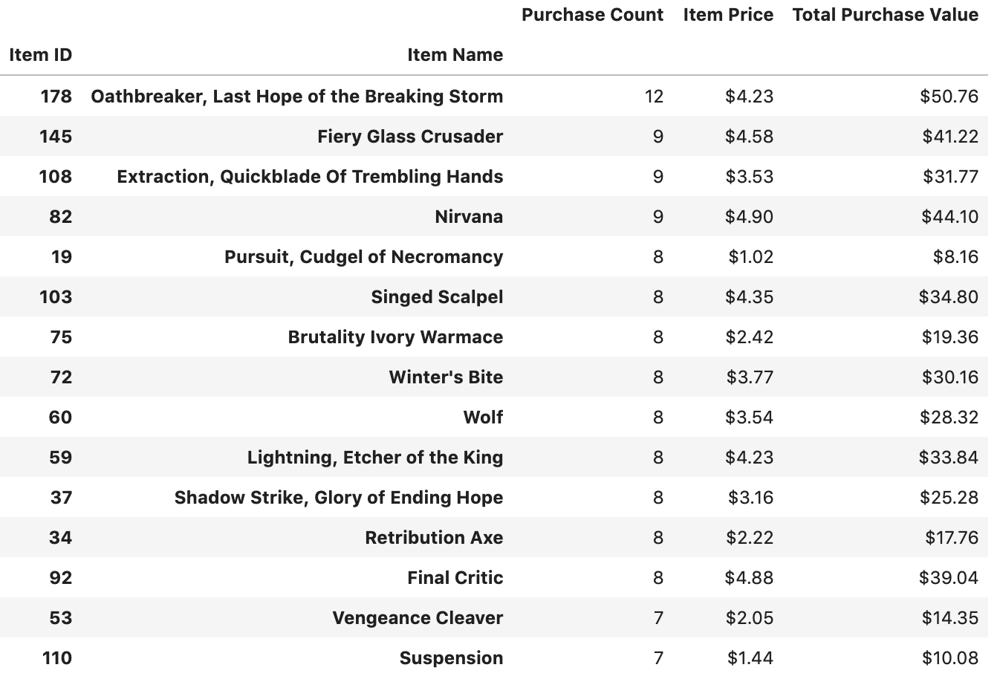 Purchase Count Item Price Total Purchase Value
Item ID Item Name
178 Oathbreaker, Last Hope of the Breaking Storm 12 $4.23 $50.76
145 Fiery Glass Crusader 9 $4.58 $41.22
108 Extraction, Quickblade Of Trembling Hands 9 $3.53 $31.77
82 Nirvana 9 $4.90 $44.10
19 Pursuit, Cudgel of Necromancy 8 $1.02 $8.16
103 Singed Scalpel 8 $4.35 $34.80
75 Brutality Ivory Warmace 8 $2.42 $19.36
72 Winter's Bite 8 $3.77 $30.16
60 Wolf 8 $3.54 $28.32
59 Lightning, Etcher of the King 8 $4.23 $33.84
37 Shadow Strike, Glory of Ending Hope 8 $3.16 $25.28
34 Retribution Axe 8 $2.22 $17.76
92 Final Critic 8 $4.88 $39.04
53 Vengeance Cleaver 7 $2.05 $14.35
110 Suspension 7 $1.44 $10.08